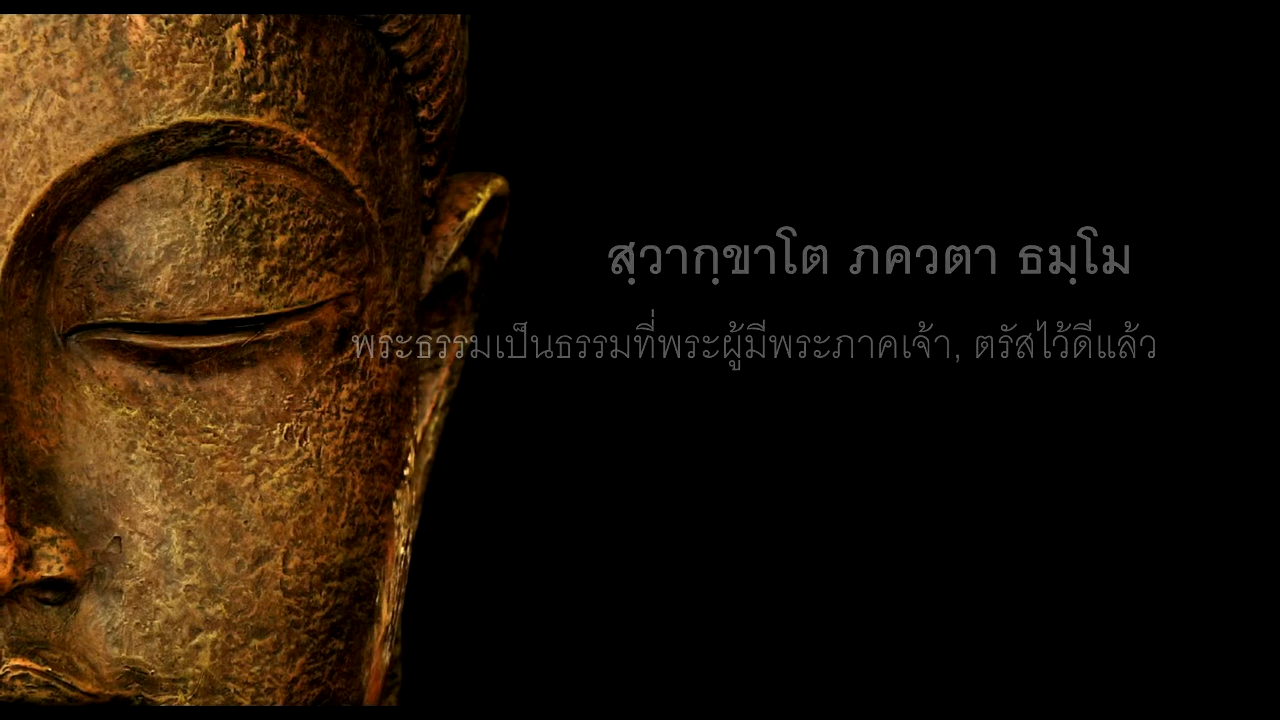 สฺวากฺขาโต ภควตา ธมฺโม
พระธรรมเป็นธรรมที่พระผู้มีพระภาคเจ้า, ตรัสไว้ดีแล้ว